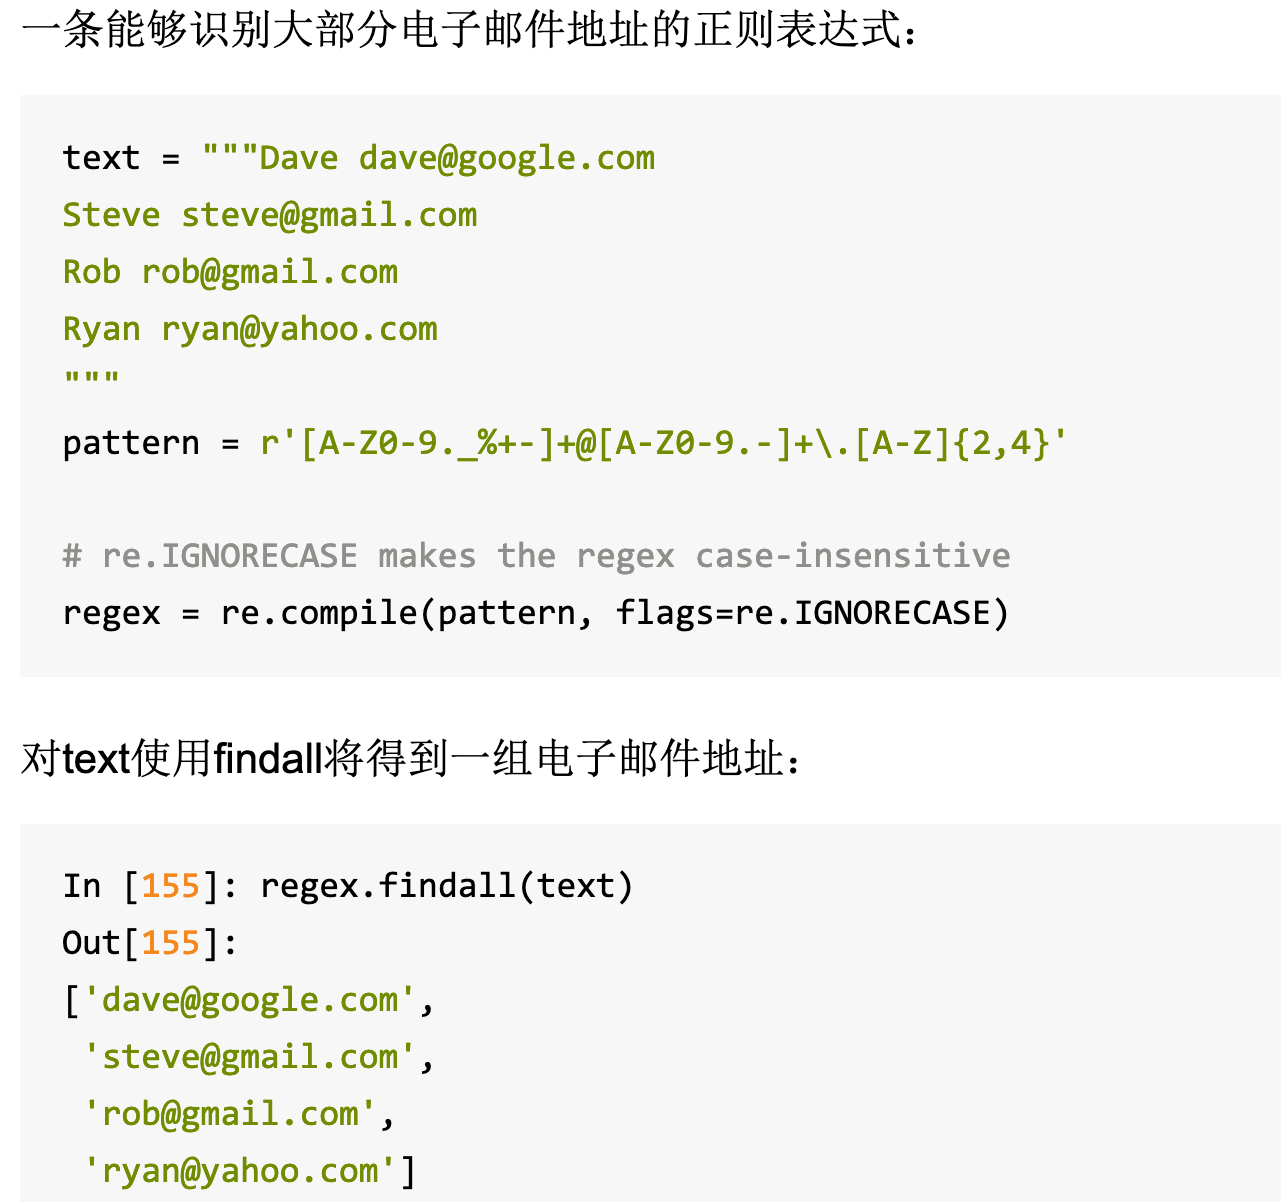 一条能够识别大部分电子邮件地址的正则表达式：
text = """Dave dave@google.com
Steve steve@gmail.com
Rob rob@gmail.com
Ryan ryan@yahoo.com
"""
pattern = r'[A-Z0-9._%+-]+@[A-Z0-9.-]+\.[A-Z]{2,4}'
# re.IGNORECASE makes the regex case-insensitive
regex = re.compile(pattern, flags=re.IGNORECASE)
对text使用findall将得到一组电子邮件地址：
In [155]: regex.findall(text)
Out[155]:
['dave@google.com',
 'steve@gmail.com',
 'rob@gmail.com',
 'ryan@yahoo.com']